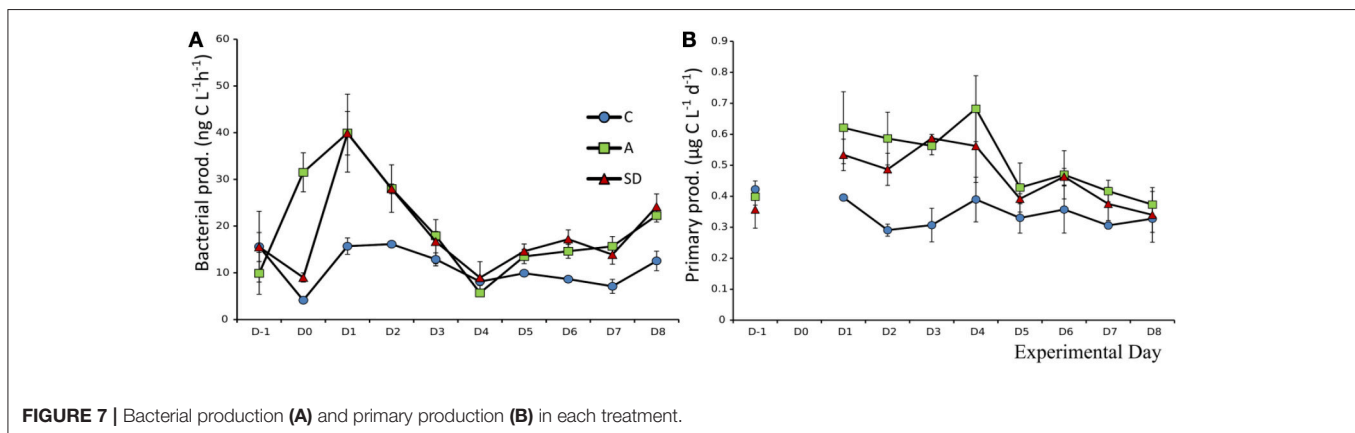 A
Bacterial prod. (ng C L⁻¹h⁻¹)
60
50
40
30
20
10
0
D-1 D0 D1 D2 D3 D4 D5 D6 D7 D8
C
A
SD
B
Primary prod. (µg C L⁻¹ d⁻¹)
0.9
0.8
0.7
0.6
0.5
0.4
0.3
0.2
0.1
0
D-1 D0 D1 D2 D3 D4 D5 D6 D7 D8
Experimental Day
FIGURE 7 | Bacterial production (A) and primary production (B) in each treatment.